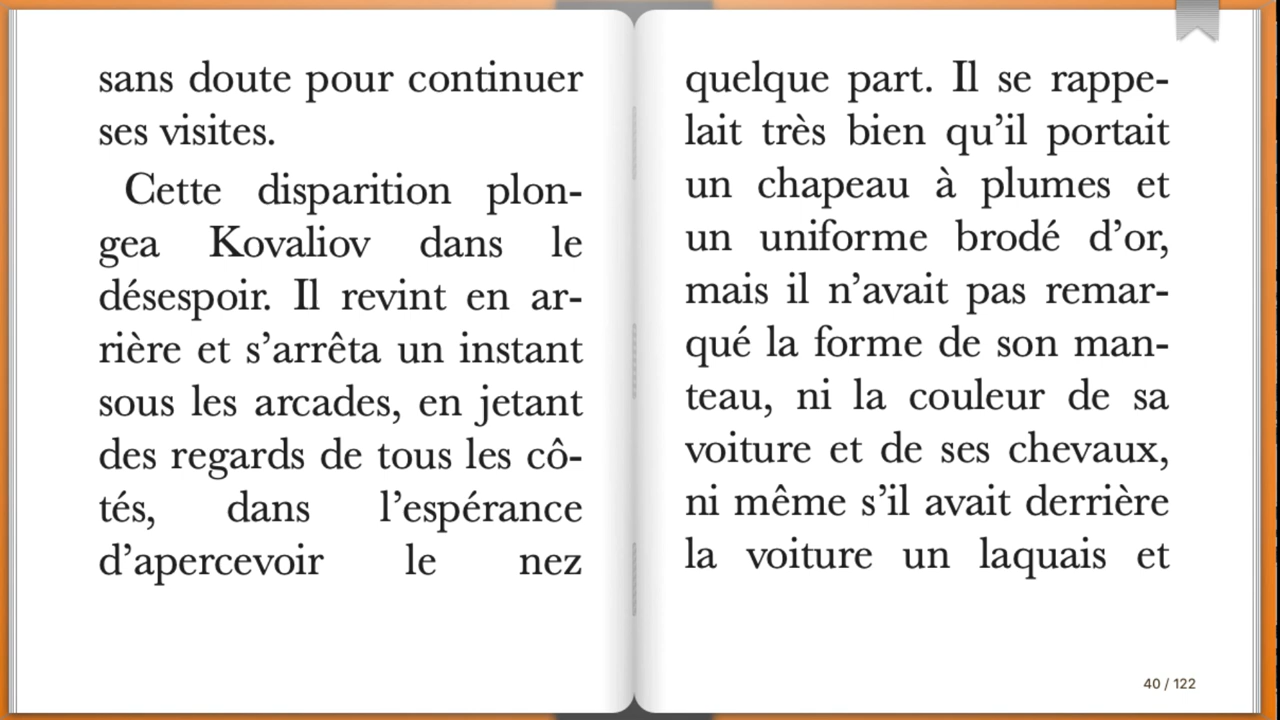 sans doute pour continuer
ses visites.
Cette disparition plon-
gea Kovaliov dans le
désespoir. Il revint en ar-
rière et s’arrêta un instant
sous les arcades, en jetant
des regards de tous les cô-
tés, dans l’espérance
d’apercevoir le nez
quelque part. Il se rappe-
lait très bien qu’il portait
un chapeau à plumes et
un uniforme brodé d’or,
mais il n’avait pas remar-
qué la forme de son man-
teau, ni la couleur de sa
voiture et de ses chevaux,
ni même s’il avait derrière
la voiture un laquais et
40 / 122